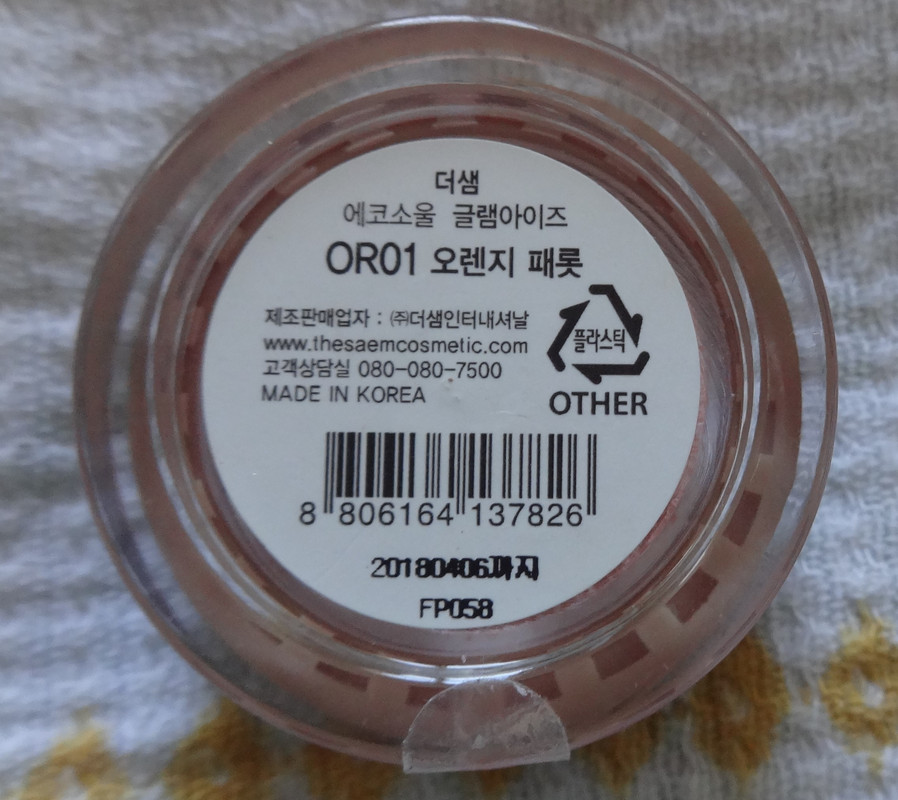 더샘
에코소울 글램아이즈
OR01 오렌지 패롯
제조판매업자 : ㈜더샘인터내셔날
www.thesaemcosmetic.com
고객상담실 080-080-7500
MADE IN KOREA
플라스틱
OTHER
8 806164 137826
20180406까지
FP058